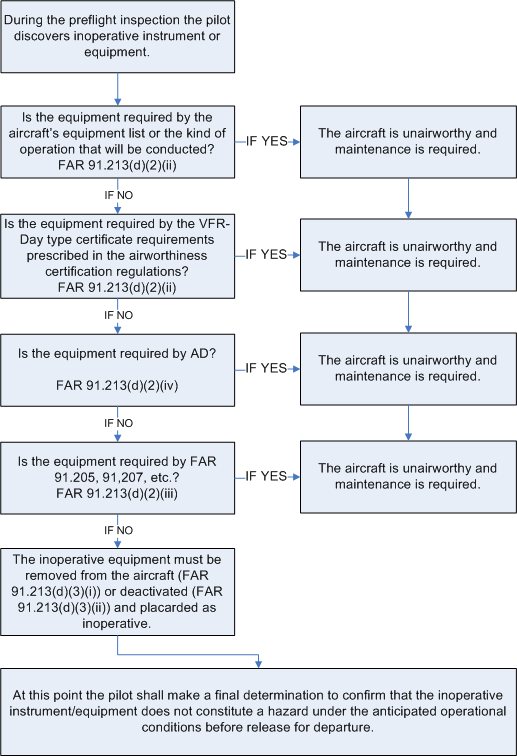 During the preflight inspection the pilot
discovers inoperative instrument or
equipment.
Is the equipment required by the
aircraft's equipment list or the kind of
operation that will be conducted?
FAR 91.213(d)(2)(ii)
IF YES
The aircraft is unairworthy and
maintenance is required.
IF NO
Is the equipment required by the VFR-
Day type certificate requirements
prescribed in the airworthiness
certification regulations?
FAR 91.213(d)(2)(ii)
IF YES
The aircraft is unairworthy and
maintenance is required.
IF NO
Is the equipment required by AD?
FAR 91.213(d)(2)(iv)
IF YES
The aircraft is unairworthy and
maintenance is required.
IF NO
Is the equipment required by FAR
91.205, 91,207, etc.?
FAR 91.213(d)(2)(iii)
IF YES
The aircraft is unairworthy and
maintenance is required.
IF NO
The inoperative equipment must be
removed from the aircraft (FAR
91.213(d)(3)(i)) or deactivated (FAR
91.213(d)(3)(ii)) and placarded as
inoperative.
At this point the pilot shall make a final determination to confirm that the inoperative
instrument/equipment does not constitute a hazard under the anticipated operational
conditions before release for departure.